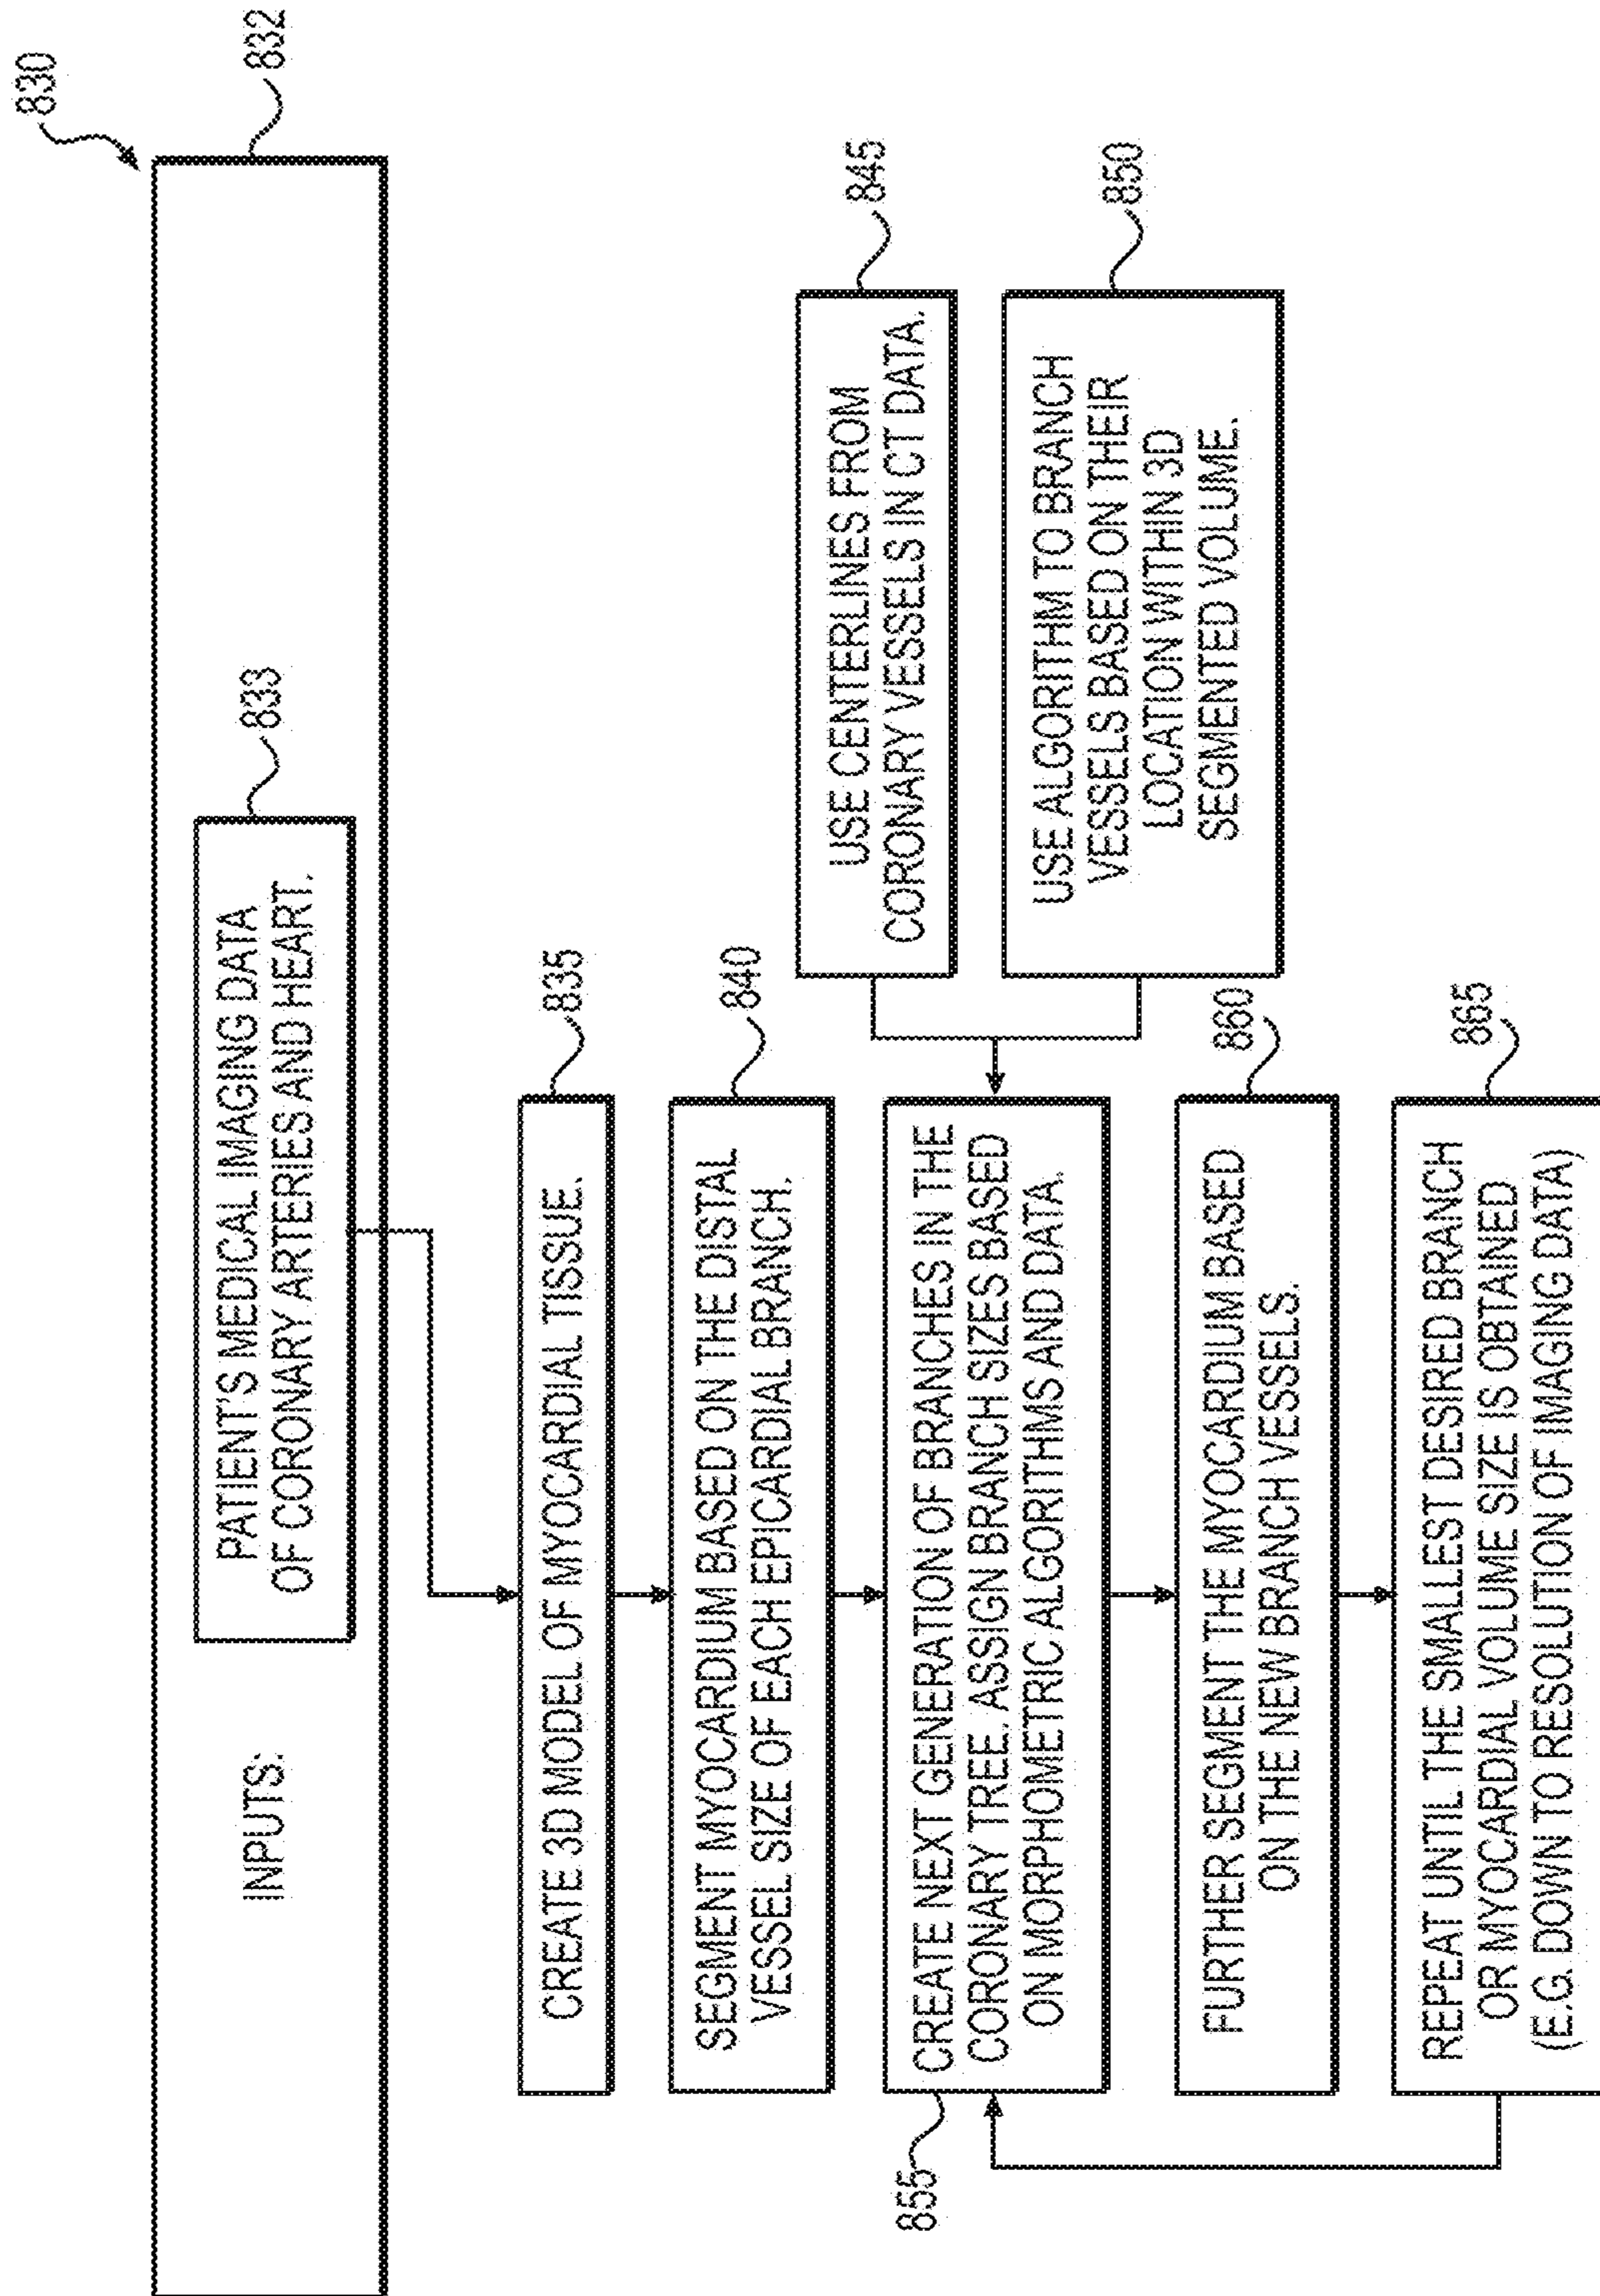 830
832
INPUTS:
833
PATIENT'S MEDICAL IMAGING DATA
OF CORONARY ARTERIES AND HEART.
835
CREATE 3D MODEL OF MYOCARDIAL TISSUE.
840
SEGMENT MYOCARDIUM BASED ON THE DISTAL
VESSEL SIZE OF EACH EPICARDIAL BRANCH.
845
USE CENTERLINES FROM
CORONARY VESSELS IN CT DATA.
850
USE ALGORITHM TO BRANCH
VESSELS BASED ON THEIR
LOCATION WITHIN 3D
SEGMENTED VOLUME.
855
CREATE NEXT GENERATION OF BRANCHES IN THE
CORONARY TREE. ASSIGN BRANCH SIZES BASED
ON MORPHOMETRIC ALGORITHMS AND DATA.
860
FURTHER SEGMENT THE MYOCARDIUM BASED
ON THE NEW BRANCH VESSELS.
865
REPEAT UNTIL THE SMALLEST DESIRED BRANCH
OR MYOCARDIAL VOLUME SIZE IS OBTAINED
(E.G. DOWN TO RESOLUTION OF IMAGING DATA)